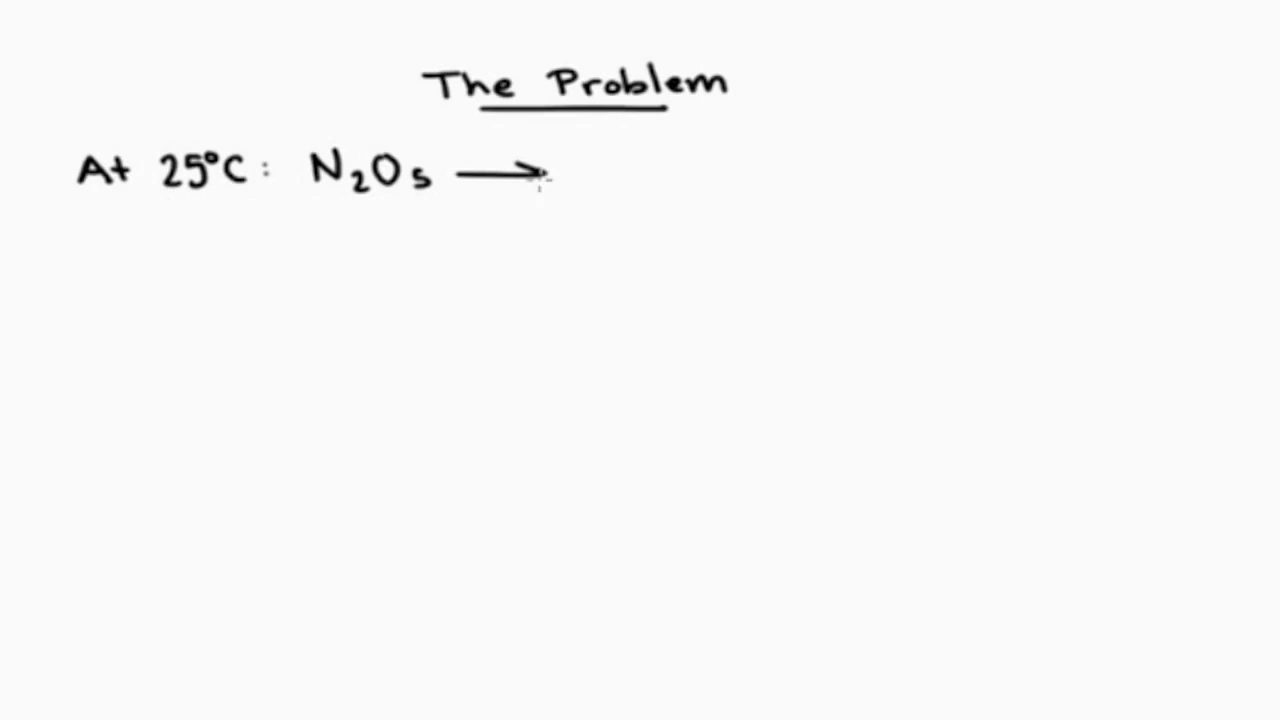 The Problem
At 25°C: N₂O₅ ⟶